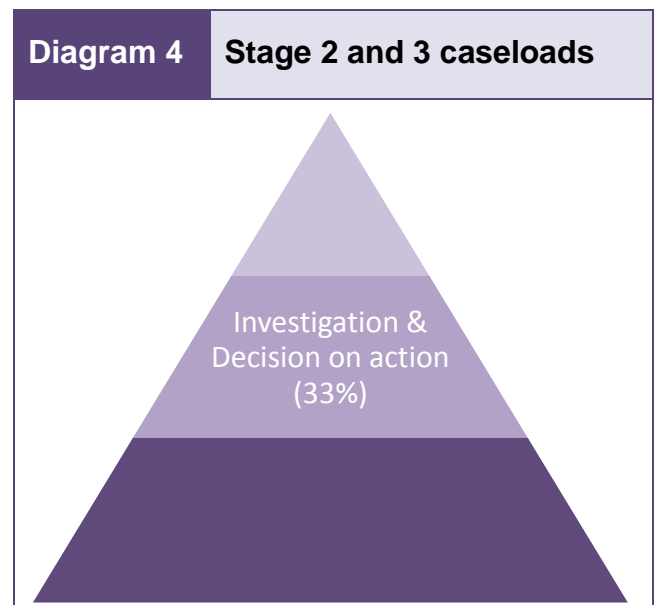 Diagram 4 Stage 2 and 3 caseloads
Investigation &
Decision on action
(33%)